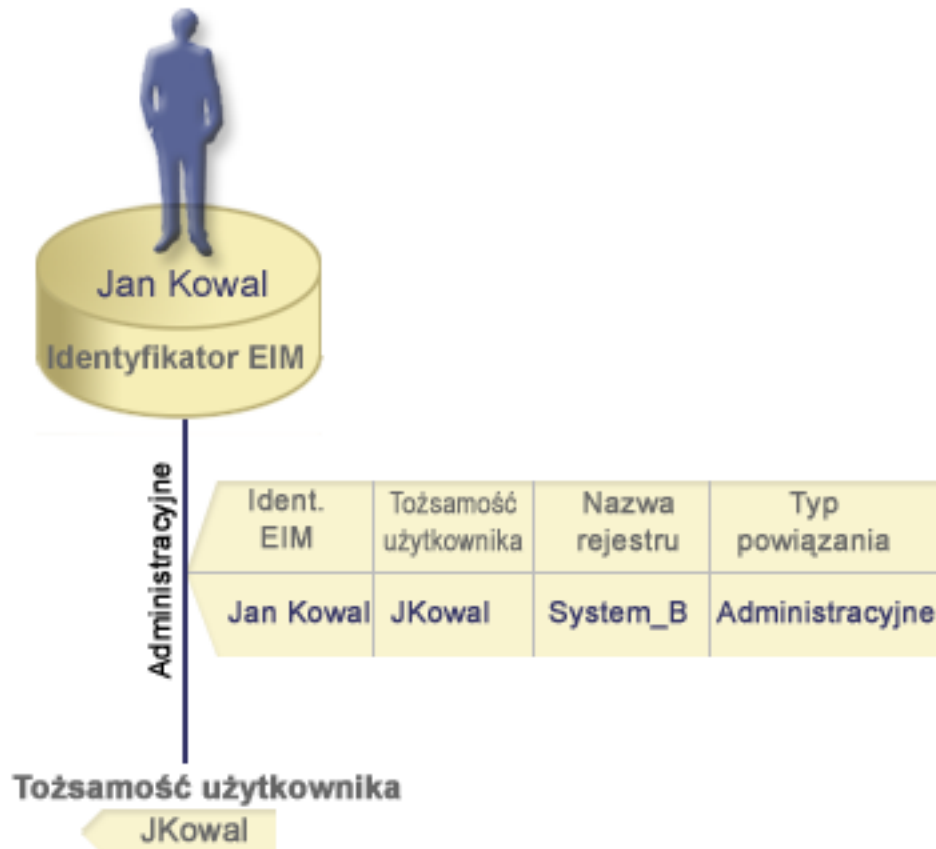 Jan Kowal
Identyfikator EIM
Administracyjne
Ident. EIM
Tożsamość użytkownika
Nazwa rejestru
Typ powiązania
Jan Kowal
JKowal
System_B
Administracyjne
Tożsamość użytkownika
JKowal